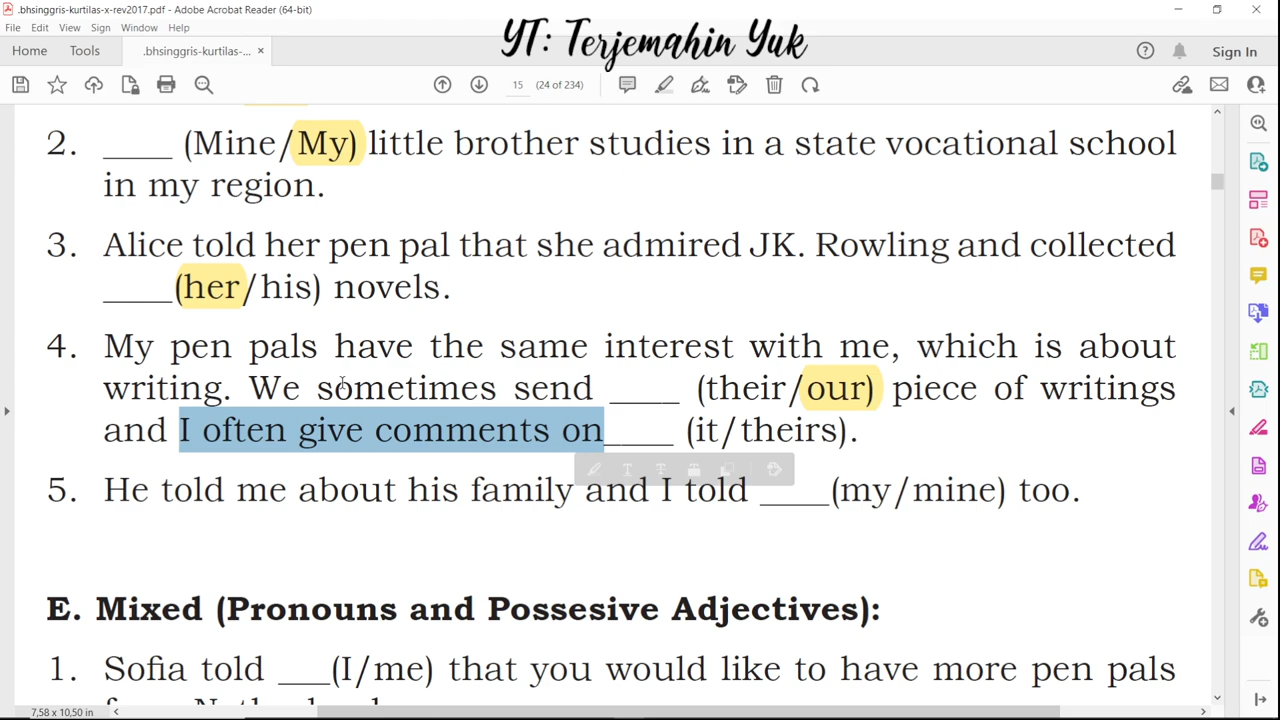 .bhsinggris-kurtilas-x-rev2017.pdf - Adobe Acrobat Reader (64-bit)
File Edit View Sign Window Help
YT: Terjemahin Yuk
Home Tools .bhsinggris-kurtilas-... × Sign In
15 (24 of 234)
2. ____ (Mine/My) little brother studies in a state vocational school
in my region.
3. Alice told her pen pal that she admired JK. Rowling and collected
____(her/his) novels.
4. My pen pals have the same interest with me, which is about
writing. We sometimes send ____ (their/our) piece of writings
and I often give comments on____ (it/theirs).
5. He told me about his family and I told ____(my/mine) too.
E. Mixed (Pronouns and Possesive Adjectives):
1. Sofia told ___(I/me) that you would like to have more pen pals
7,58 x 10,50 in